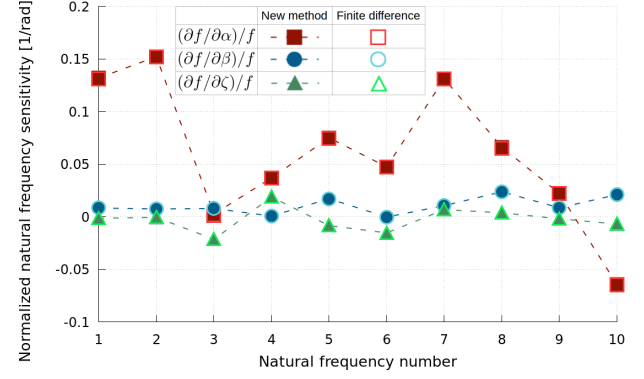 New method Finite difference
(∂f/∂α)/f
(∂f/∂β)/f
(∂f/∂ζ)/f
0.2
0.15
0.1
0.05
0
-0.05
-0.1
1 2 3 4 5 6 7 8 9 10
Natural frequency number
Normalized natural frequency sensitivity [1/rad]